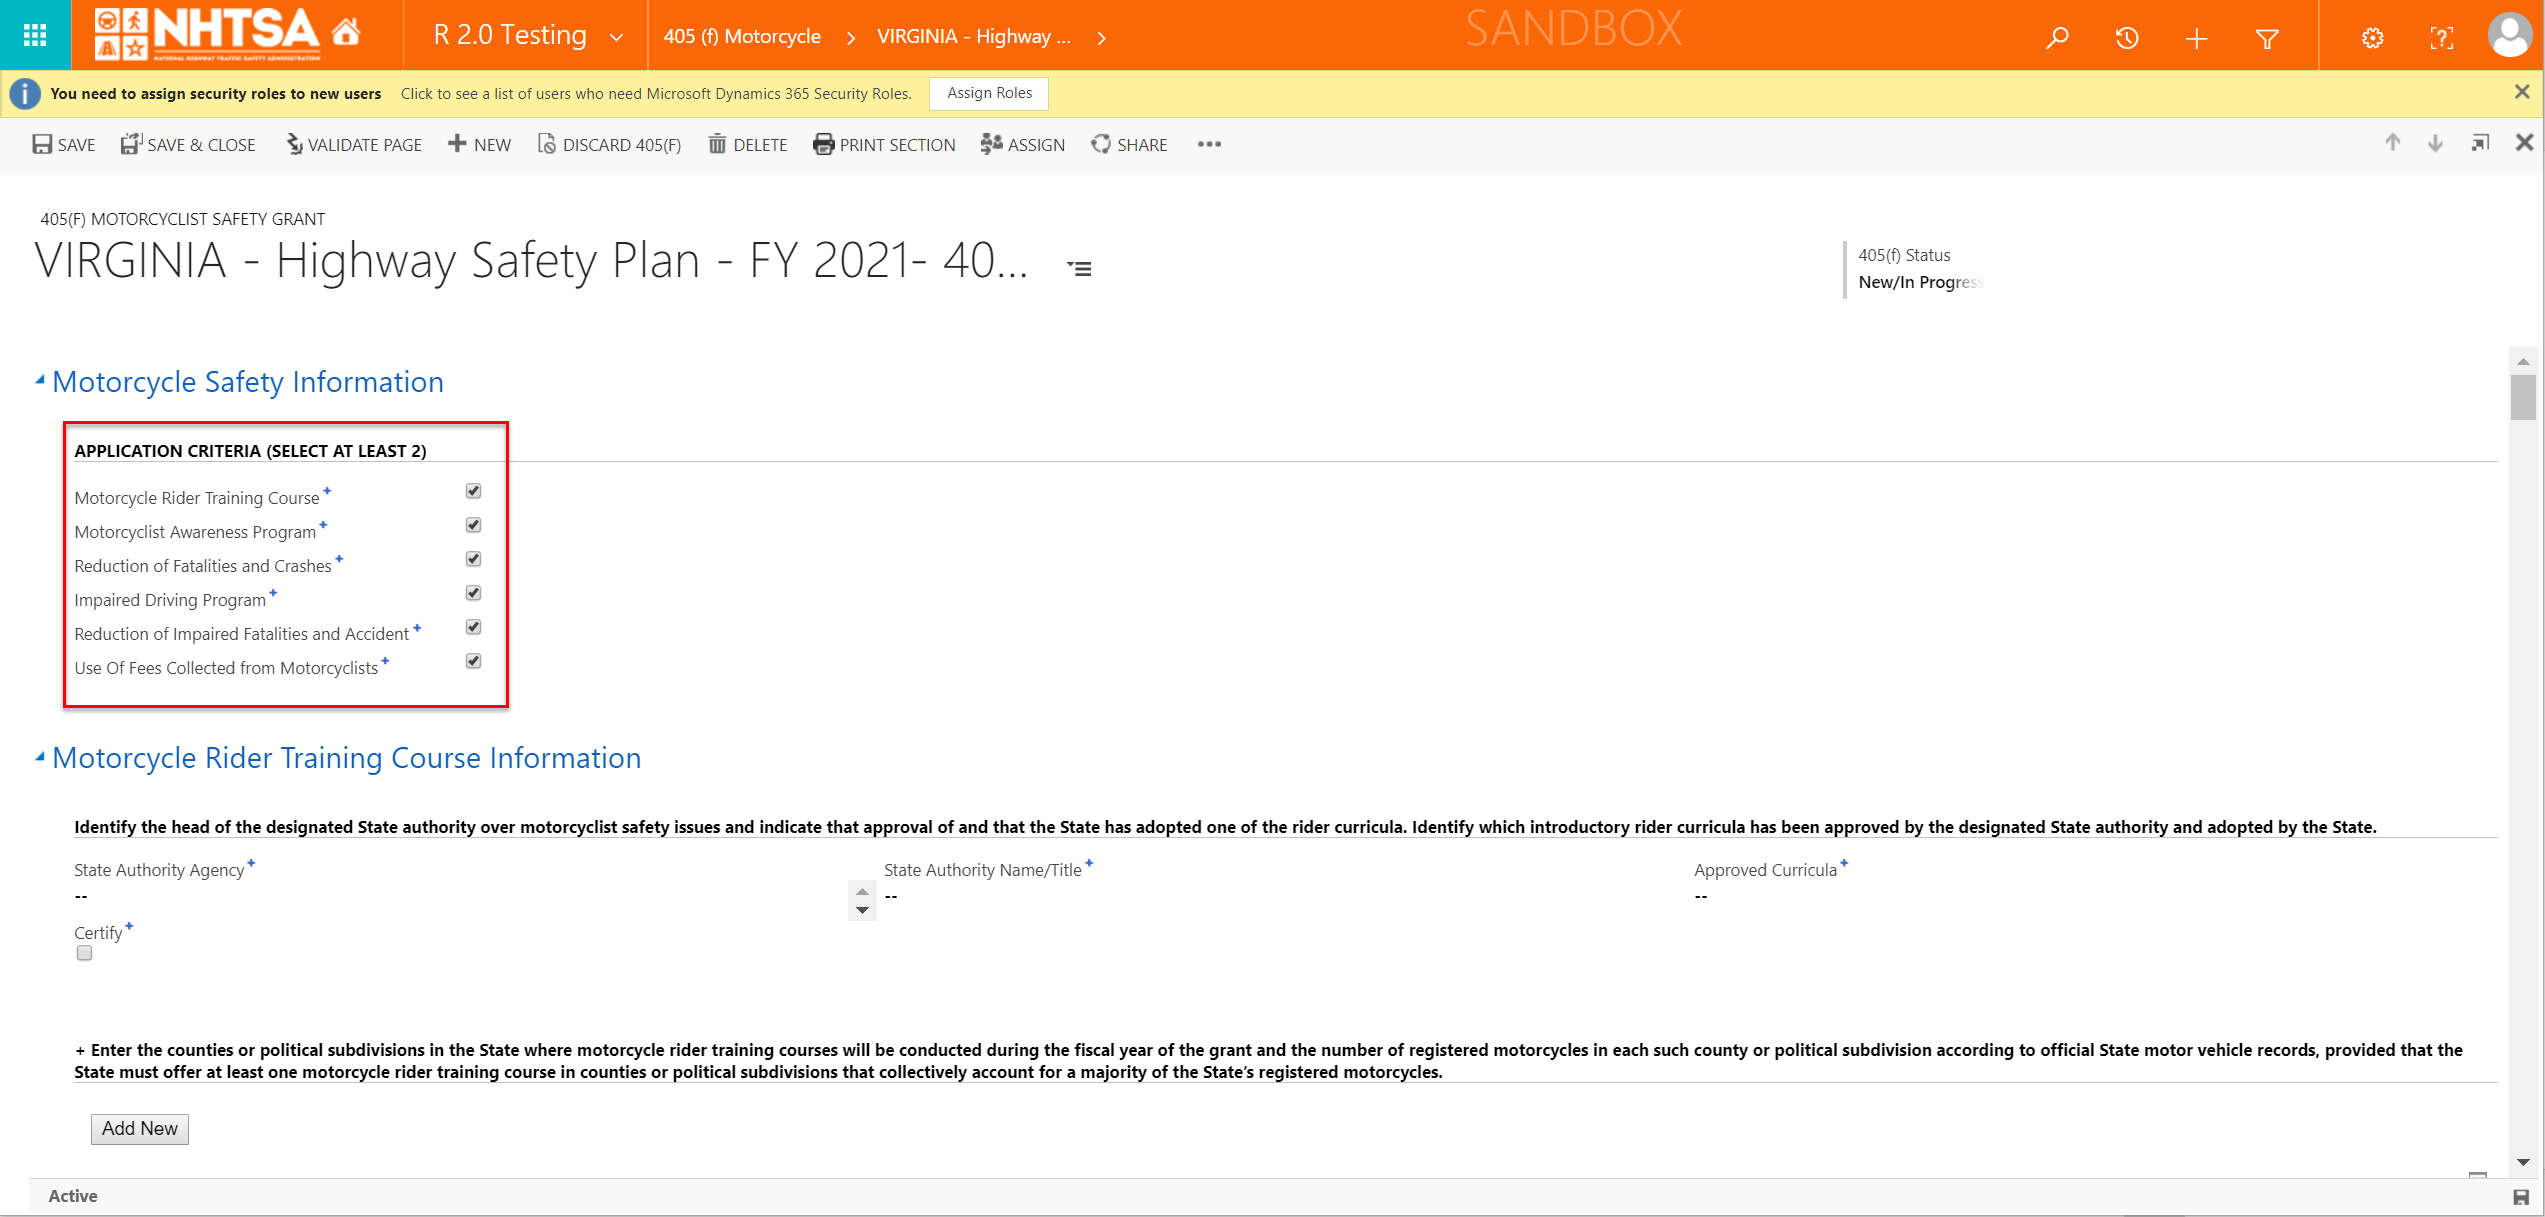 NHTSA
NATIONAL HIGHWAY TRAFFIC SAFETY ADMINISTRATION
R 2.0 Testing
405 (f) Motorcycle
VIRGINIA - Highway ...
SANDBOX
You need to assign security roles to new users
Click to see a list of users who need Microsoft Dynamics 365 Security Roles.
Assign Roles
SAVE
SAVE & CLOSE
VALIDATE PAGE
NEW
DISCARD 405(F)
DELETE
PRINT SECTION
ASSIGN
SHARE
405(F) MOTORCYCLIST SAFETY GRANT
VIRGINIA - Highway Safety Plan - FY 2021- 40...
405(f) Status
New/In Progress
Motorcycle Safety Information
APPLICATION CRITERIA (SELECT AT LEAST 2)
Motorcycle Rider Training Course +
Motorcyclist Awareness Program +
Reduction of Fatalities and Crashes +
Impaired Driving Program +
Reduction of Impaired Fatalities and Accident +
Use Of Fees Collected from Motorcyclists +
Motorcycle Rider Training Course Information
Identify the head of the designated State authority over motorcyclist safety issues and indicate that approval of and that the State has adopted one of the rider curricula. Identify which introductory rider curricula has been approved by the designated State authority and adopted by the State.
State Authority Agency +
--
State Authority Name/Title +
--
Approved Curricula +
--
Certify +
+ Enter the counties or political subdivisions in the State where motorcycle rider training courses will be conducted during the fiscal year of the grant and the number of registered motorcycles in each such county or political subdivision according to official State motor vehicle records, provided that the
State must offer at least one motorcycle rider training course in counties or political subdivisions that collectively account for a majority of the State's registered motorcycles.
Add New
Active